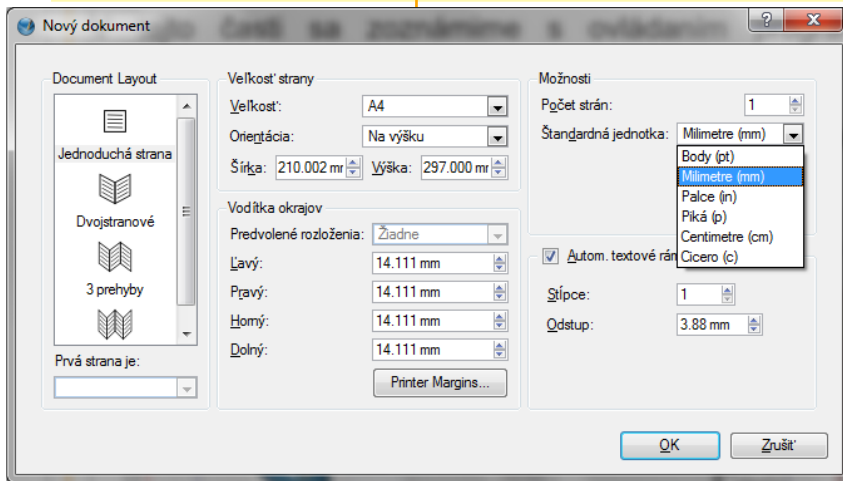 Nový dokument
časti sa zoznámime s ovládaním
Document Layout
Jednoduchá strana
Dvojstranové
3 prehyby
Prvá strana je:
Veľkosť strany
Veľkosť: A4
Orientácia: Na výšku
Šírka: 210.002 mr Výška: 297.000 mr
Vodítka okrajov
Predvolené rozloženia: Žiadne
Ľavý: 14.111 mm
Pravý: 14.111 mm
Horný: 14.111 mm
Dolný: 14.111 mm
Printer Margins...
Možnosti
Počet strán: 1
Štandardná jednotka: Milimetre (mm)
Body (pt)
Milimetre (mm)
Palce (in)
Piká (p)
Centimetre (cm)
Cicero (c)
Autom. textové rám
Stĺpce: 1
Odstup: 3.88 mm
OK Zrušiť